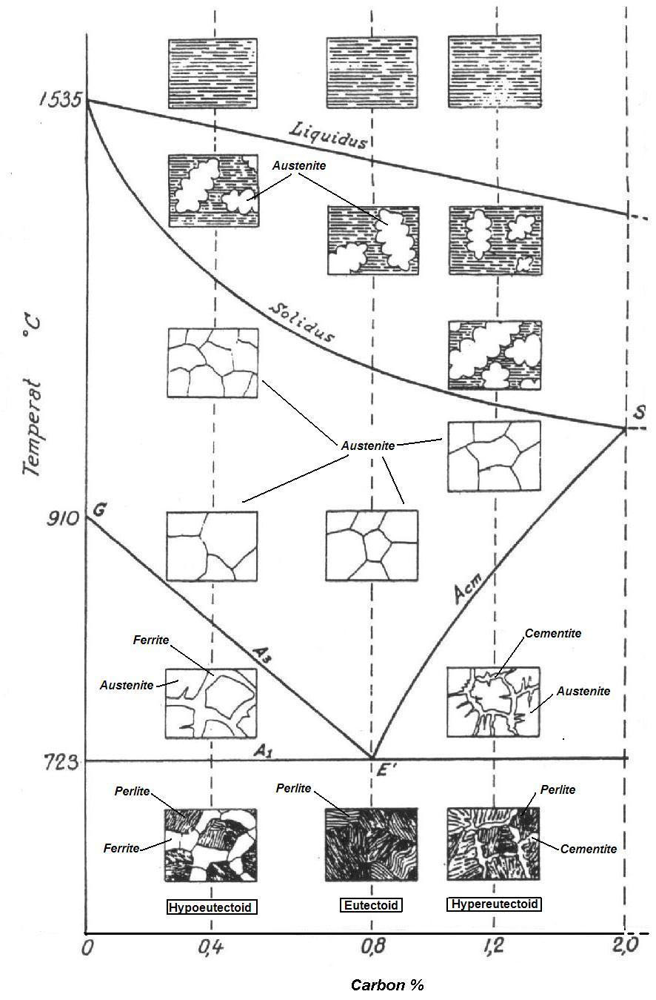 1535
Liquidus
Austenite
Solidus
Temperat °C
S
Austenite
910
G
Acm
Ferrite
A3
Cementite
Austenite
Austenite
723
A1
E'
Perlite
Perlite
Perlite
Ferrite
Cementite
Hypoeutectoid
Eutectoid
Hypereutectoid
0
0,4
0,8
1,2
2,0
Carbon %